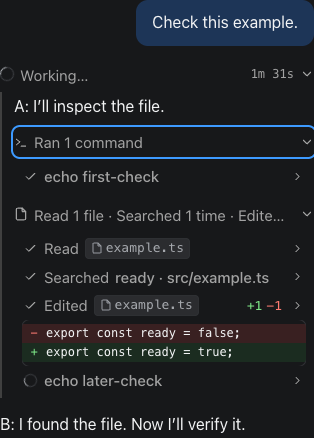 Check this example.
Working... 1m 31s
A: I'll inspect the file.
Ran 1 command
echo first-check
Read 1 file · Searched 1 time · Edite...
Read example.ts
Searched ready · src/example.ts
Edited example.ts +1 −1
− export const ready = false;
+ export const ready = true;
echo later-check
B: I found the file. Now I'll verify it.